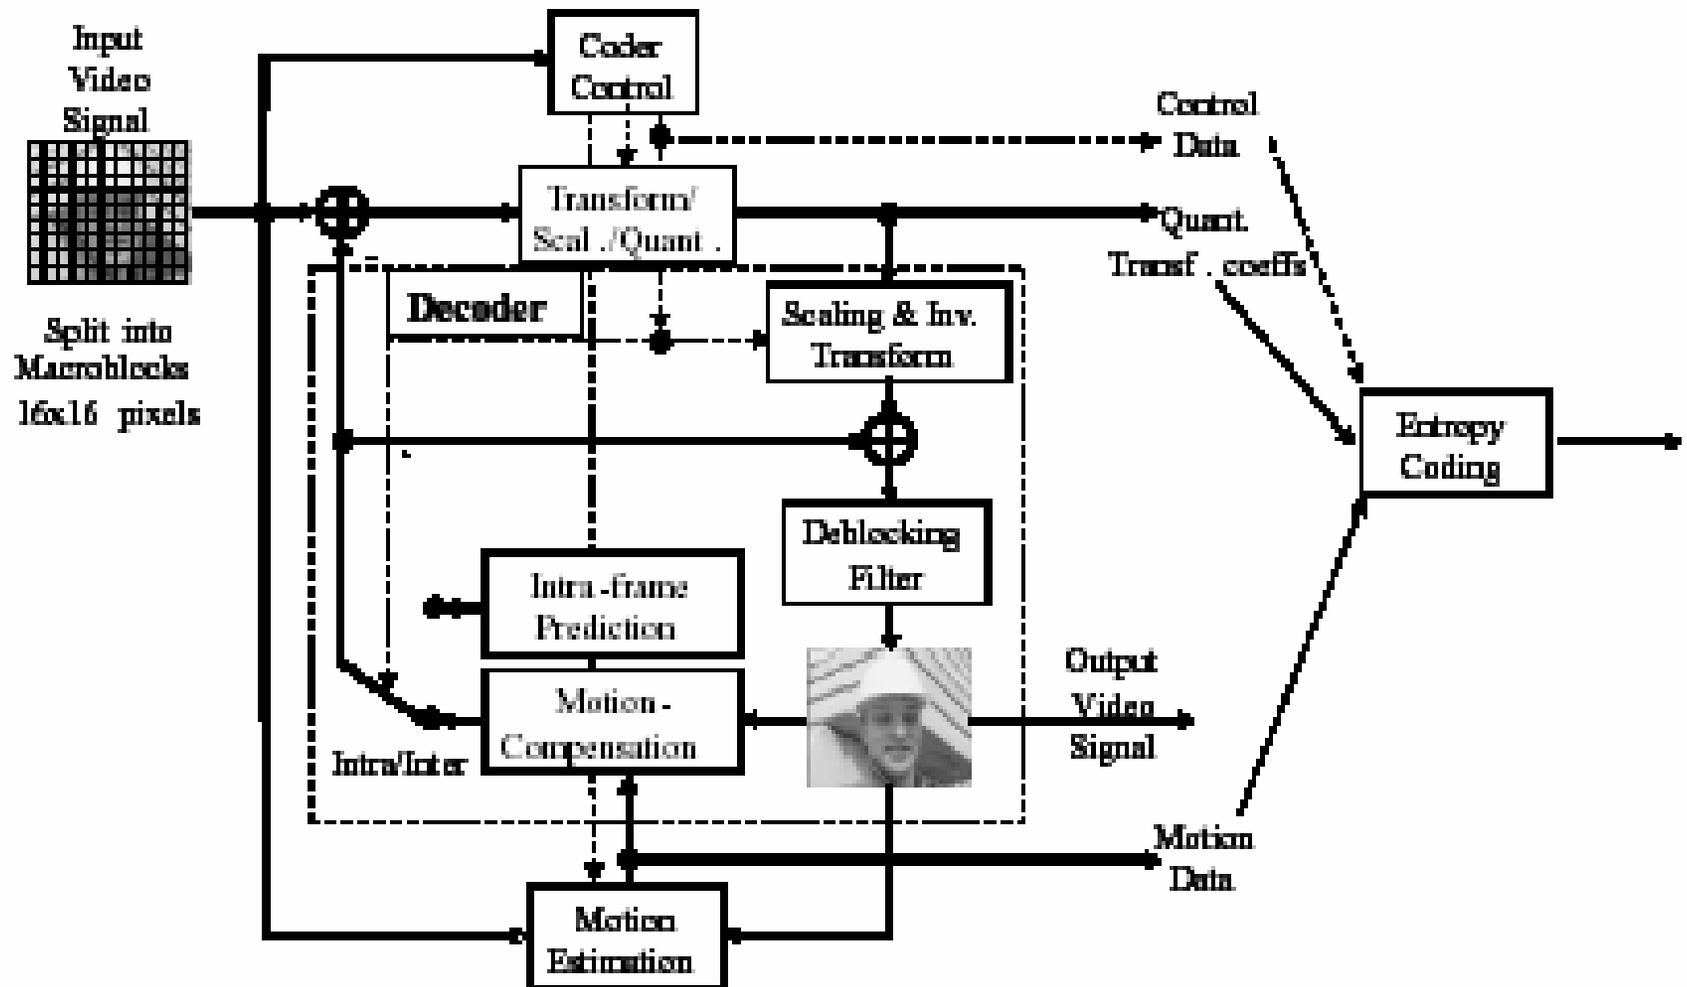 Input
Video
Signal
Split into
Macroblocks
16x16 pixels
Coder
Control
Transform/
Scal./Quant.
Decoder
Scaling & Inv.
Transform
Deblocking
Filter
Intra-frame
Prediction
Motion-
Compensation
Intra/Inter
Motion
Estimation
Control
Data
Quant.
Transf. coeffs
Entropy
Coding
Output
Video
Signal
Motion
Data